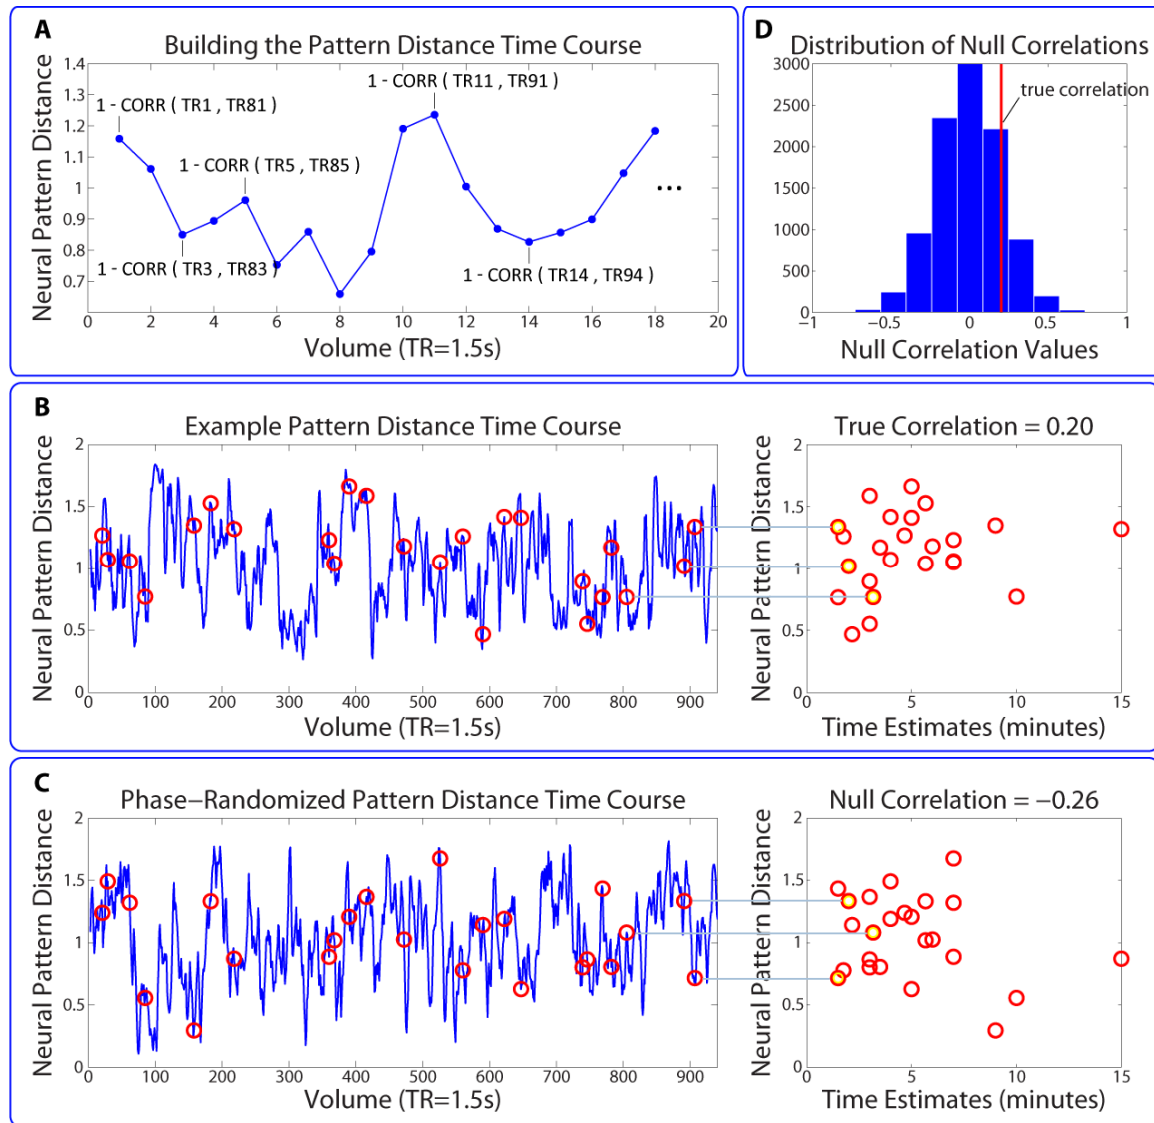 A
Building the Pattern Distance Time Course
Neural Pattern Distance
1.4
1.3
1.2
1.1
1
0.9
0.8
0.7
1 - CORR ( TR1 , TR81)
1 - CORR ( TR11 , TR91)
1 - CORR ( TR5 , TR85 )
1 - CORR ( TR3 , TR83 )
1 - CORR ( TR14 , TR94)
...
0 2 4 6 8 10 12 14 16 18 20
Volume (TR=1.5s)
D
Distribution of Null Correlations
3000
2500
2000
1500
1000
500
0
true correlation
−1 −0.5 0 0.5 1
Null Correlation Values
B
Example Pattern Distance Time Course
Neural Pattern Distance
2
1.5
1
0.5
0
0 100 200 300 400 500 600 700 800 900
Volume (TR=1.5s)
True Correlation = 0.20
Neural Pattern Distance
2
1.5
1
0.5
0
0 5 10 15
Time Estimates (minutes)
C
Phase−Randomized Pattern Distance Time Course
Neural Pattern Distance
2
1.5
1
0.5
0
0 100 200 300 400 500 600 700 800 900
Volume (TR=1.5s)
Null Correlation = −0.26
Neural Pattern Distance
2
1.5
1
0.5
0
0 5 10 15
Time Estimates (minutes)